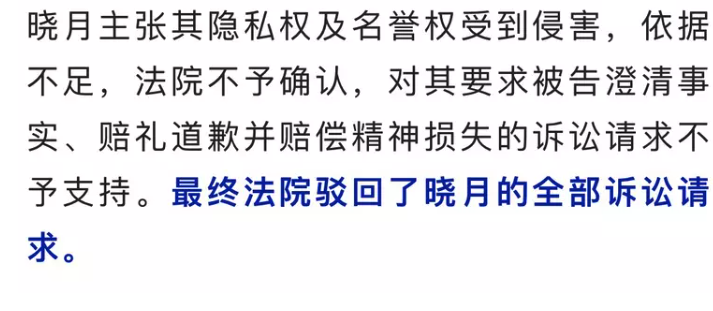 晓月主张其隐私权及名誉权受到侵害，依据
不足，法院不予确认，对其要求被告澄清事
实、赔礼道歉并赔偿精神损失的诉讼请求不
予支持。最终法院驳回了晓月的全部诉讼请
求。